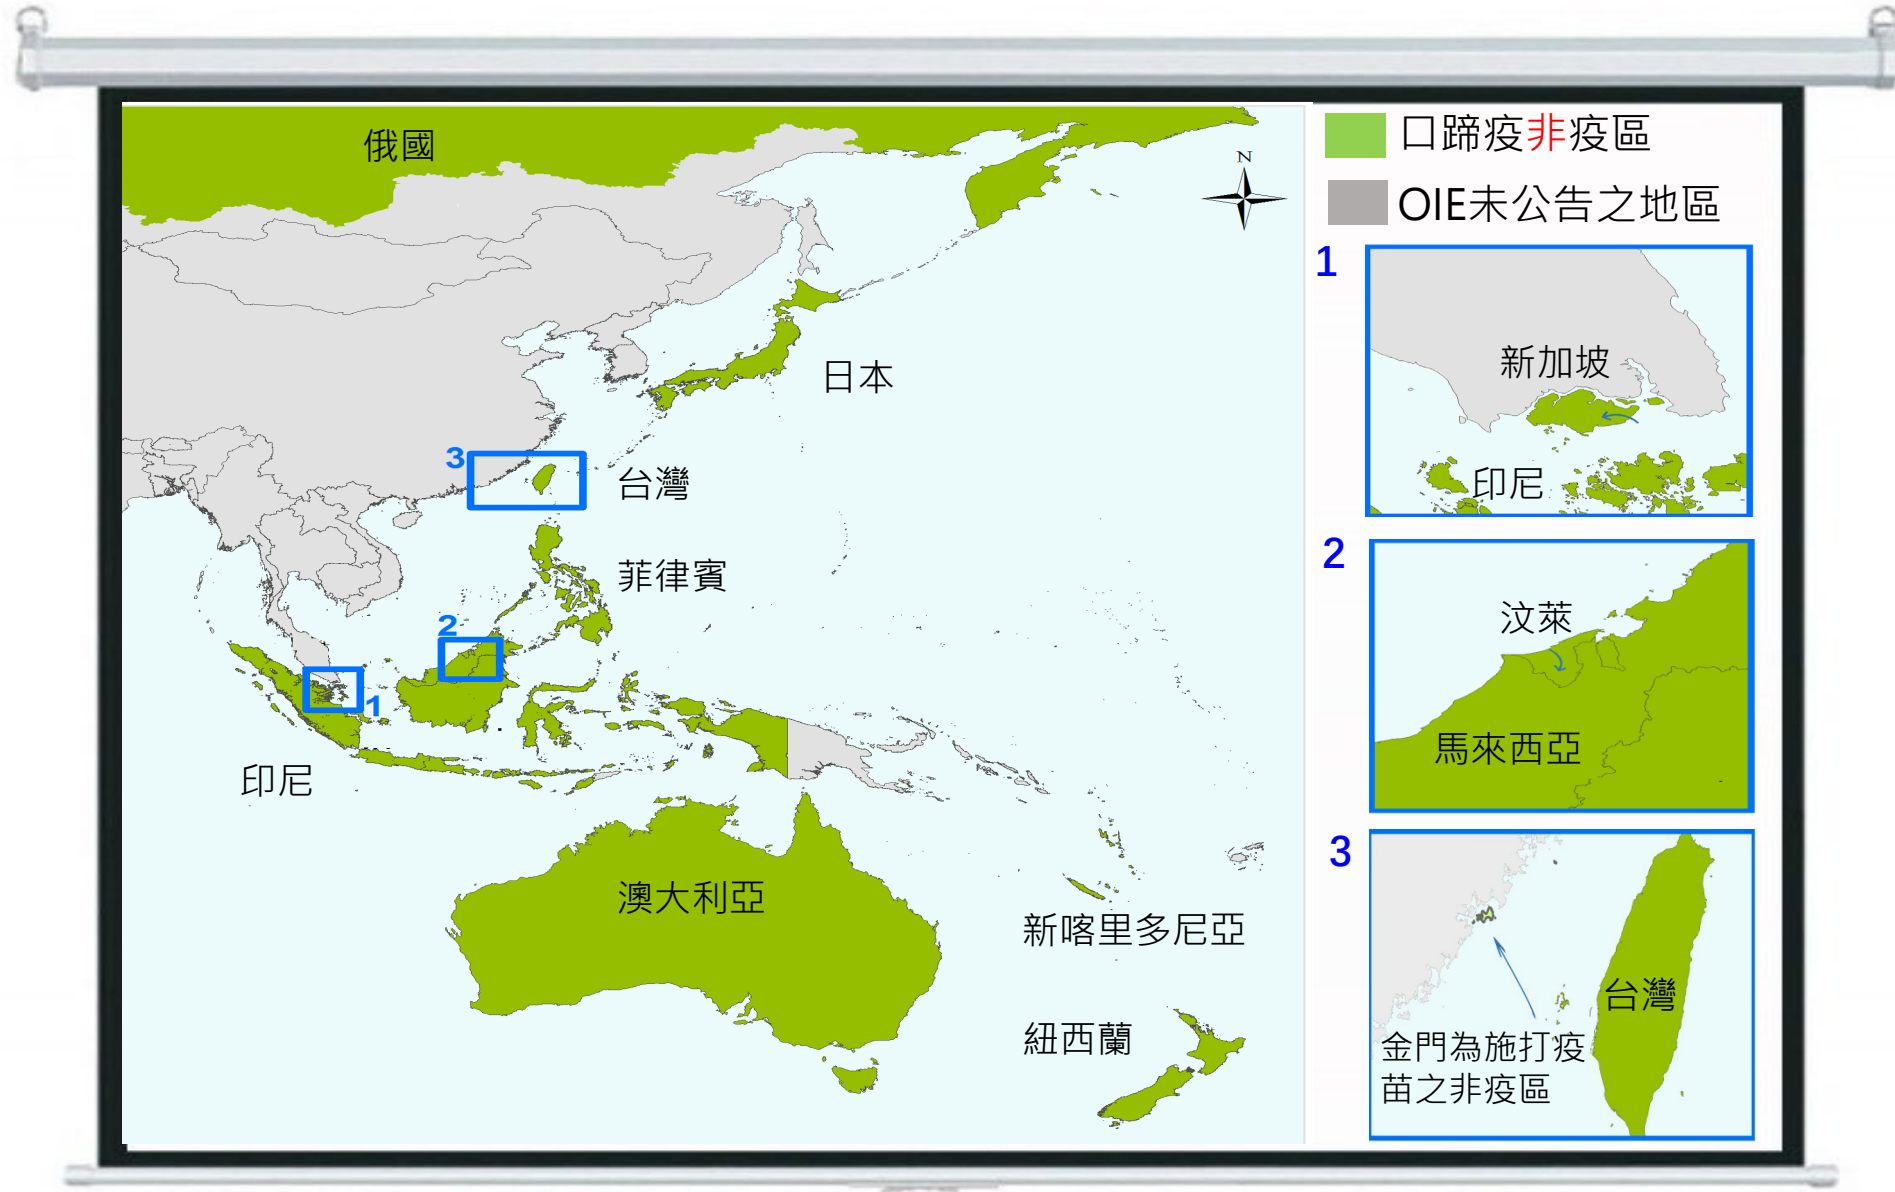 俄國
N
日本
3
台灣
菲律賓
2
1
印尼
澳大利亞
新喀里多尼亞
紐西蘭
口蹄疫非疫區
OIE未公告之地區
1
新加坡
印尼
2
汶萊
馬來西亞
3
台灣
金門為施打疫
苗之非疫區